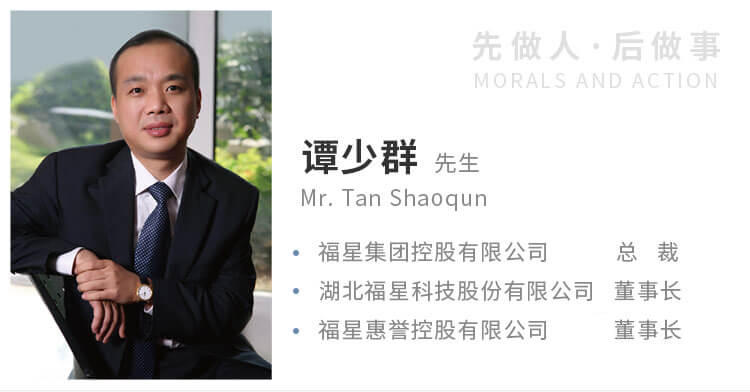 先做人·后做事
MORALS AND ACTION
谭少群 先生
Mr. Tan Shaoqun
• 福星集团控股有限公司 总 裁
• 湖北福星科技股份有限公司 董事长
• 福星惠誉控股有限公司 董事长